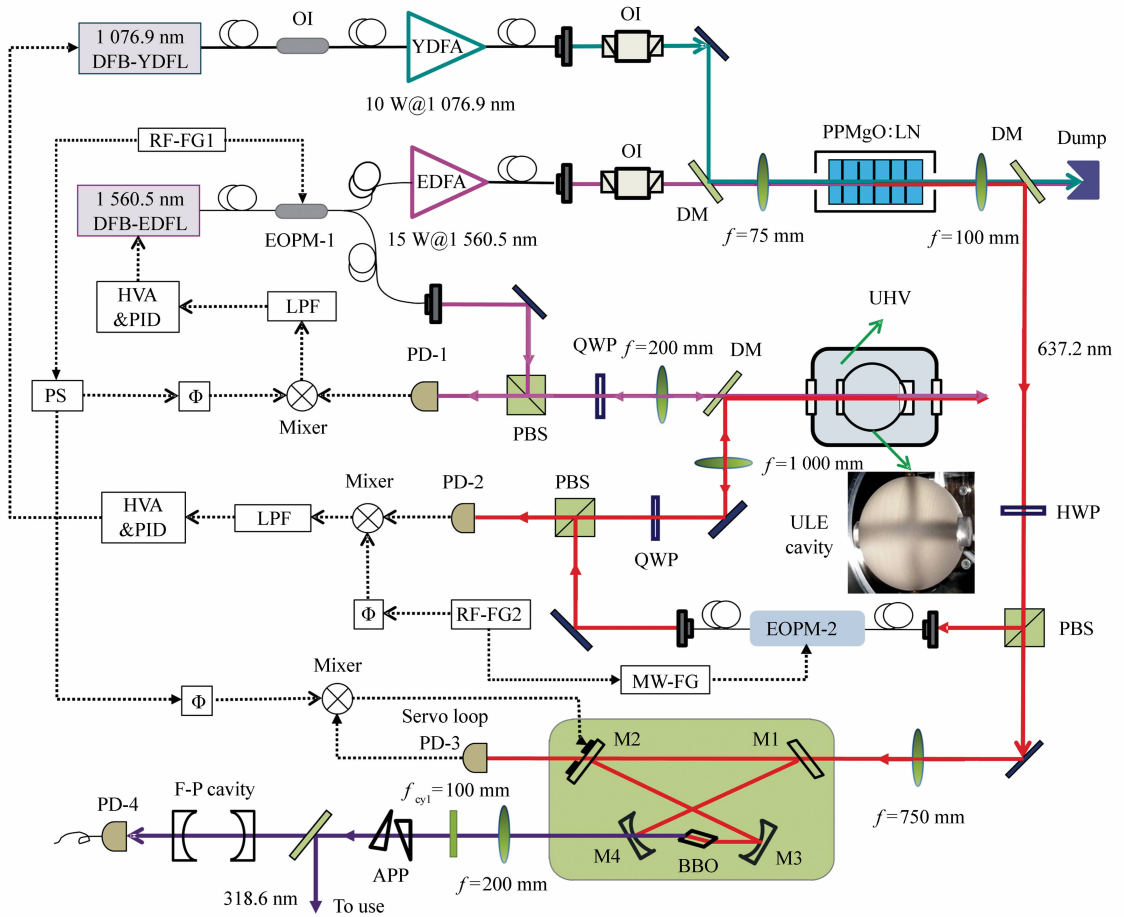 OI
OI
1 076.9 nm
DFB-YDFL
YDFA
10 W@1 076.9 nm
RF-FG1
PPMgO:LN
DM
Dump
OI
1 560.5 nm
DFB-EDFL
EDFA
EOPM-1
15 W@1 560.5 nm
DM
f=75 mm
f=100 mm
HVA
&PID
LPF
UHV
PD-1
QWP
f=200 mm
DM
637.2 nm
PS
Φ
Mixer
PBS
f=1 000 mm
Mixer
PD-2
PBS
HVA
&PID
LPF
QWP
ULE
cavity
HWP
Φ
RF-FG2
EOPM-2
PBS
Mixer
MW-FG
Φ
Servo loop
M2
M1
PD-3
F-P cavity
fcy1=100 mm
PD-4
f=750 mm
M4
BBO
M3
APP
f=200 mm
318.6 nm
To use